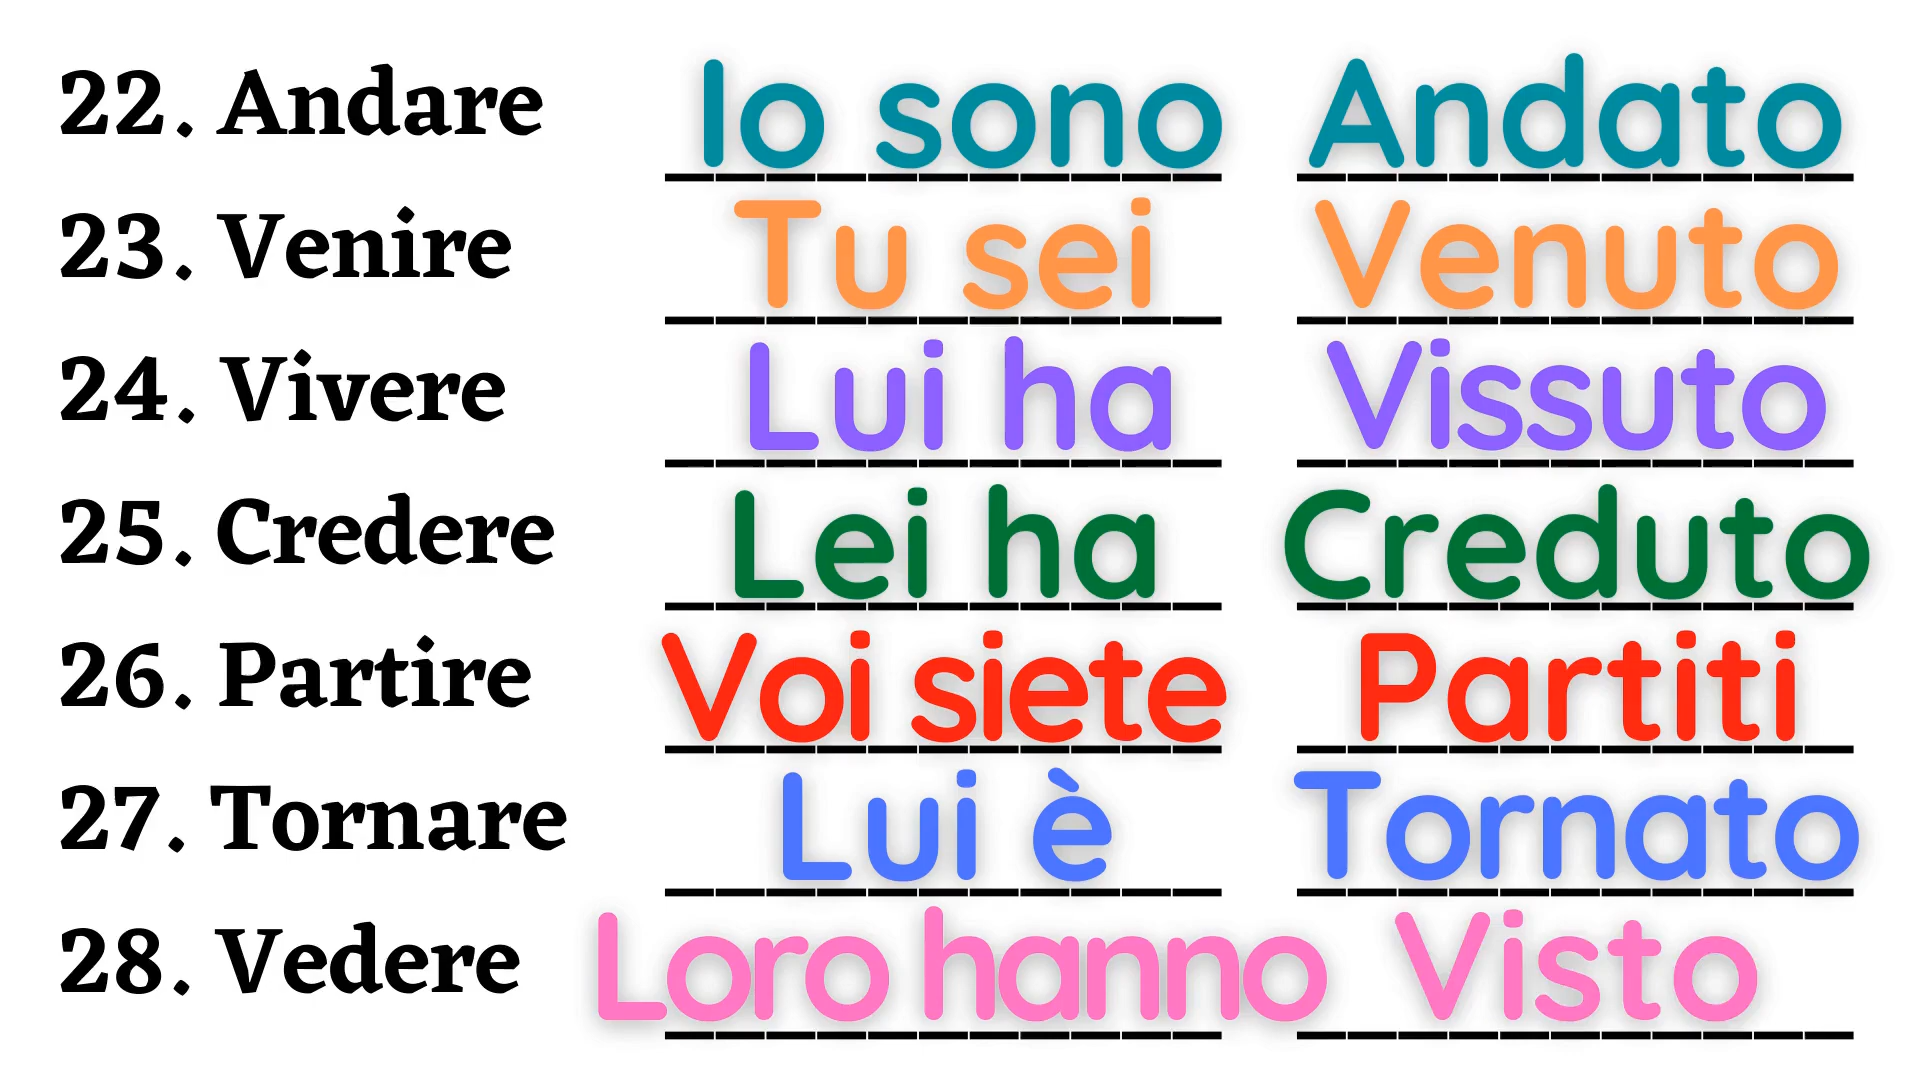 22. Andare Io sono Andato
23. Venire Tu sei Venuto
24. Vivere Lui ha Vissuto
25. Credere Lei ha Creduto
26. Partire Voi siete Partiti
27. Tornare Lui è Tornato
28. Vedere Loro hanno Visto